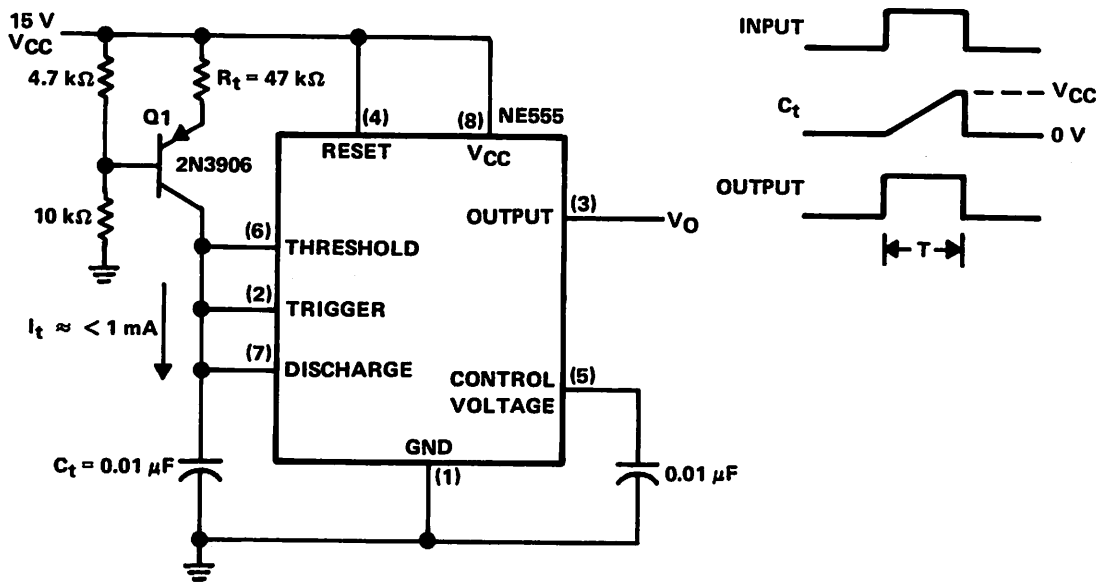 15 V
VCC
4.7 kΩ
Rt = 47 kΩ
Q1
2N3906
10 kΩ
(4)
(8)
NE555
RESET
VCC
(3)
OUTPUT
VO
(6)
THRESHOLD
(2)
TRIGGER
It ≈ < 1 mA
(7)
DISCHARGE
CONTROL
VOLTAGE
(5)
GND
(1)
Ct = 0.01 μF
0.01 μF
INPUT
Ct
VCC
0 V
OUTPUT
T